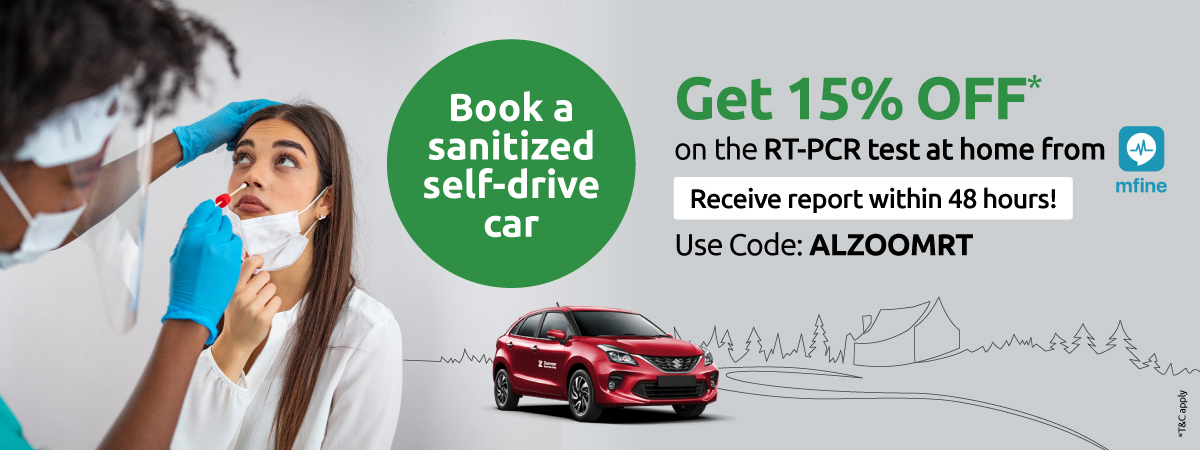 Book a
sanitized
self-drive
car
Get 15% OFF*
on the RT-PCR test at home from
mfine
Receive report within 48 hours!
Use Code: ALZOOMRT
*T&C apply